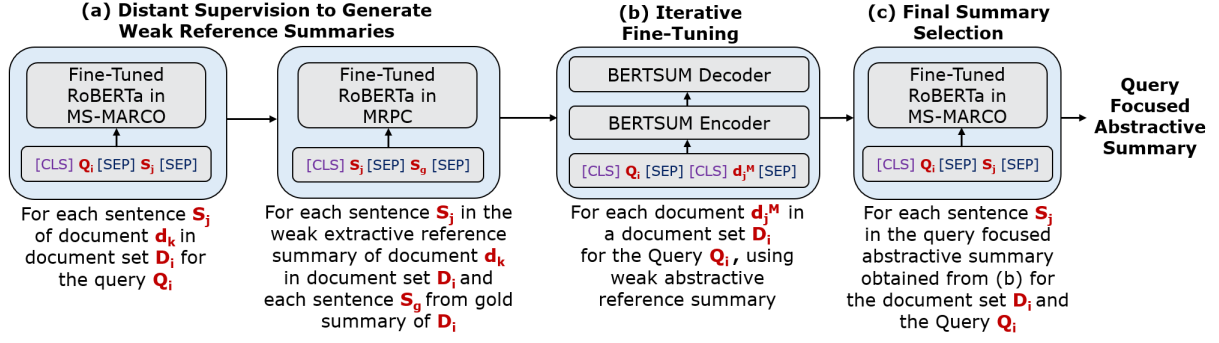 (a) Distant Supervision to Generate
Weak Reference Summaries
Fine-Tuned
RoBERTa in
MS-MARCO
[CLS] Qi [SEP] Sj [SEP]
For each sentence Sj
of document dk in
document set Di for
the query Qi
Fine-Tuned
RoBERTa in
MRPC
[CLS] Sj [SEP] Sg [SEP]
For each sentence Sj in the
weak extractive reference
summary of document dk
in document set Di and
each sentence Sg from gold
summary of Di
(b) Iterative
Fine-Tuning
BERTSUM Decoder
BERTSUM Encoder
[CLS] Qi [SEP] [CLS] djM [SEP]
For each document djM in
a document set Di
for the Query Qi, using
weak abstractive
reference summary
(c) Final Summary
Selection
Fine-Tuned
RoBERTa in
MS-MARCO
[CLS] Qi [SEP] Sj [SEP]
For each sentence Sj
in the query focused
abstractive summary
obtained from (b) for
the document set Di and
the Query Qi
Query
Focused
Abstractive
Summary